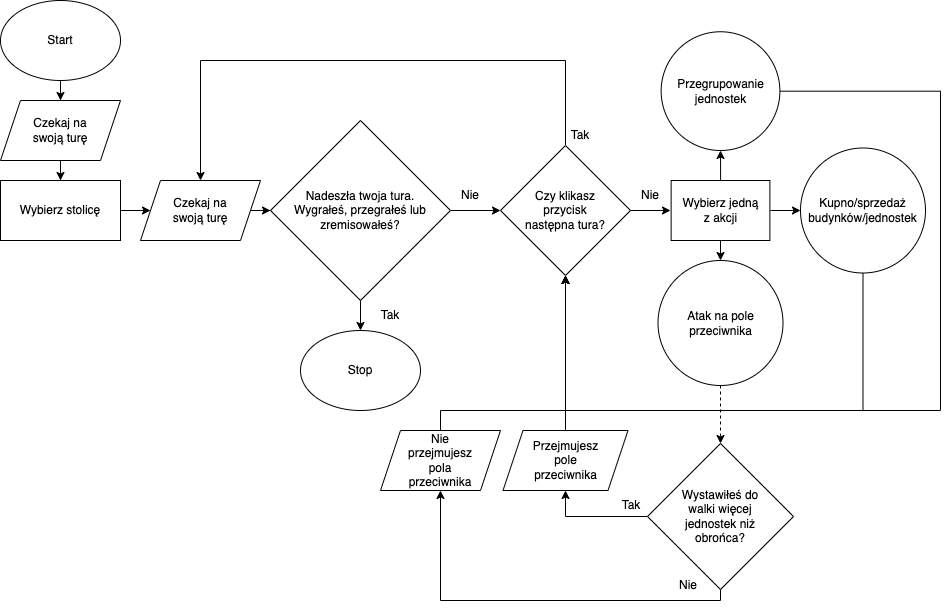 Start
Czekaj na
swoją turę
Wybierz stolicę
Czekaj na
swoją turę
Nadeszła twoja tura.
Wygrałeś, przegrałeś lub
zremisowałeś?
Nie
Tak
Stop
Czy klikasz
przycisk
następna tura?
Tak
Nie
Wybierz jedną
z akcji
Przegrupowanie
jednostek
Kupno/sprzedaż
budynków/jednostek
Atak na pole
przeciwnika
Nie
przejmujesz
pola
przeciwnika
Przejmujesz
pole
przeciwnika
Tak
Wystawiłeś do
walki więcej
jednostek niż
obrońca?
Nie